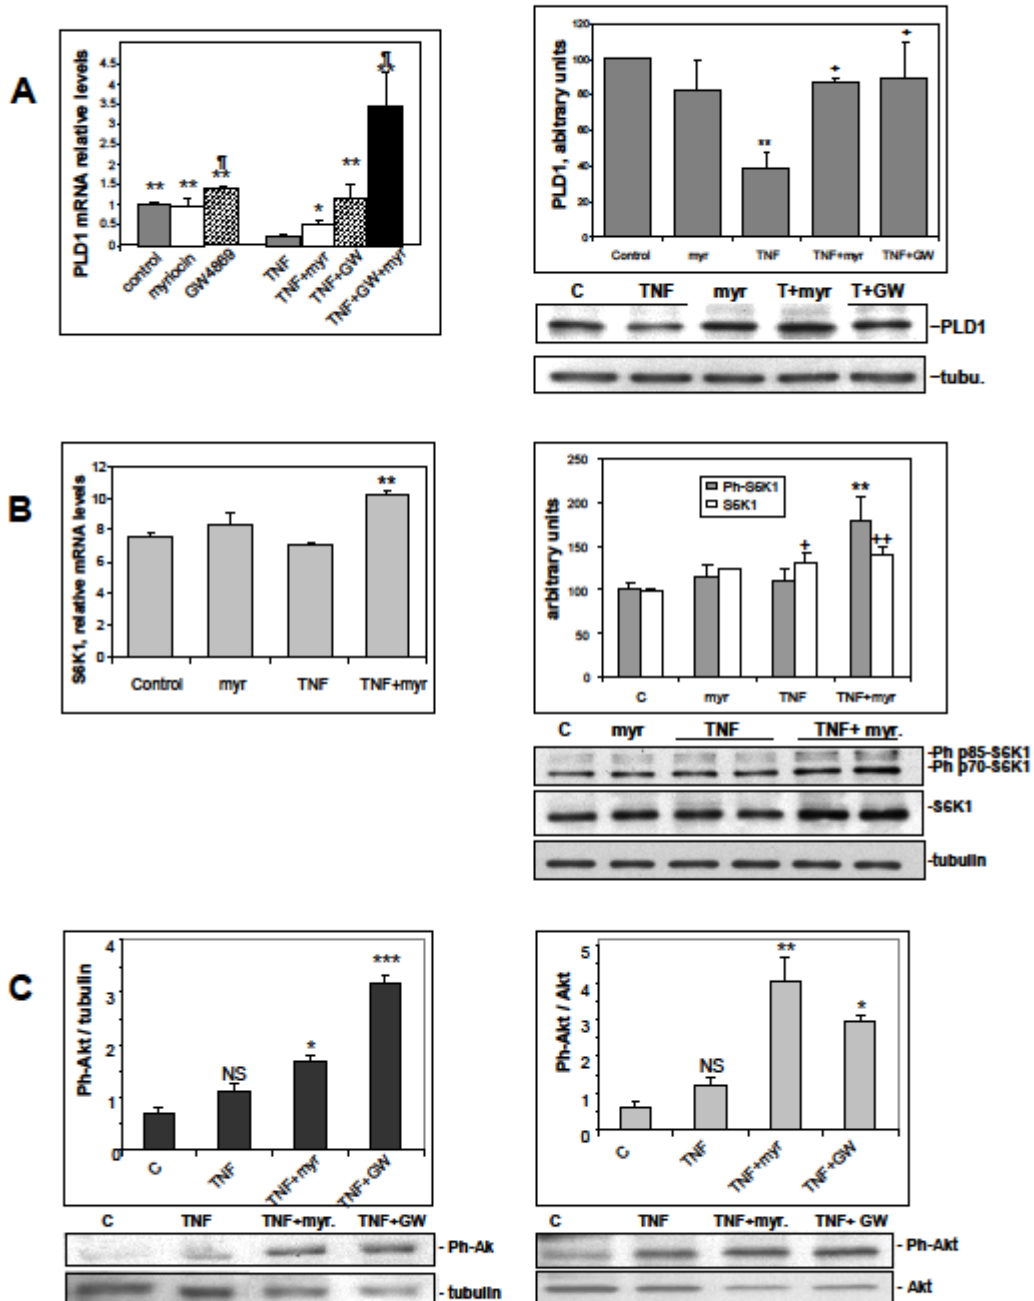 A
PLD1 mRNA relative levels
4.5
4
3.5
3
2.5
2
1.5
1
0.5
0
** ** ¶ ** * ** ¶ **
control myriocin GW4869 TNF TNF+myr TNF+GW TNF+GW+myr
PLD1, abitrary units
120
100
80
60
40
20
0
** + +
Control myr TNF TNF+myr TNF+GW
C TNF myr T+myr T+GW
–PLD1
–tubu.
B
S6K1, relative mRNA levels
12
10
8
6
4
2
0
**
Control myr TNF TNF+myr
arbitrary units
250
200
150
100
50
0
Ph-S6K1
S6K1
+ ** ++
C myr TNF TNF+myr
C myr TNF TNF+ myr.
-Ph p85-S6K1
-Ph p70-S6K1
-S6K1
-tubulin
C
Ph-Akt / tubulin
4
3
2
1
0
NS * ***
C TNF TNF+myr TNF+GW
C TNF TNF+myr. TNF+GW
- Ph-Ak
- tubulin
Ph-Akt / Akt
5
4
3
2
1
0
NS ** *
C TNF TNF+myr TNF+GW
C TNF TNF+myr. TNF+ GW
- Ph-Akt
- Akt